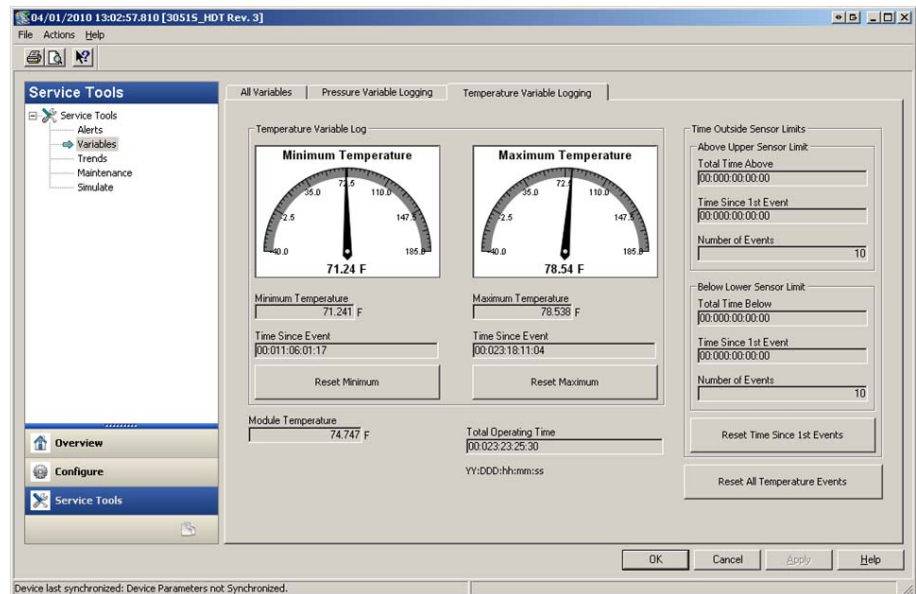 04/01/2010 13:02:57.810 [3051S_HDT Rev. 3]
File Actions Help
Service Tools
Service Tools
Alerts
Variables
Trends
Maintenance
Simulate
Overview
Configure
Service Tools
All Variables
Pressure Variable Logging
Temperature Variable Logging
Temperature Variable Log
Minimum Temperature
-40.0
-2.5
35.0
72.5
110.0
147.5
185.0
71.24 F
Minimum Temperature
71.241 F
Time Since Event
00:011:06:01:17
Reset Minimum
Maximum Temperature
-40.0
-2.5
35.0
72.5
110.0
147.5
185.0
78.54 F
Maximum Temperature
78.538 F
Time Since Event
00:023:18:11:04
Reset Maximum
Module Temperature
74.747 F
Total Operating Time
00:023:23:25:30
YY:DDD:hh:mm:ss
Time Outside Sensor Limits
Above Upper Sensor Limit
Total Time Above
00:000:00:00:00
Time Since 1st Event
00:000:00:00:00
Number of Events
10
Below Lower Sensor Limit
Total Time Below
00:000:00:00:00
Time Since 1st Event
00:000:00:00:00
Number of Events
10
Reset Time Since 1st Events
Reset All Temperature Events
OK
Cancel
Apply
Help
Device last synchronized: Device Parameters not Synchronized.